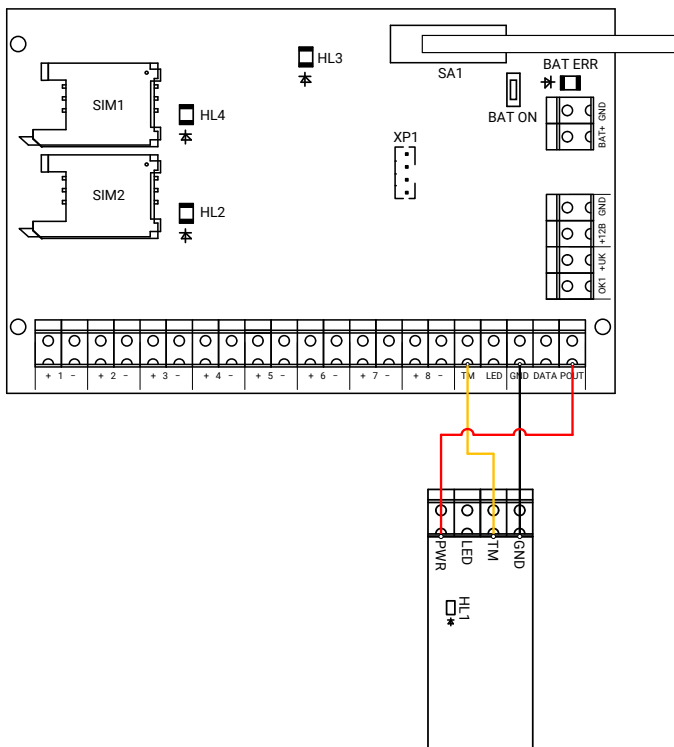 HL3
SA1
BAT ERR
BAT ON
SIM1
HL4
XP1
BAT+ GND
SIM2
HL2
OK1 +UK +12B GND
+ 1 − + 2 − + 3 − + 4 − + 5 − + 6 − + 7 − + 8 − TM LED GND DATA POUT
PWR LED TM GND
HL1